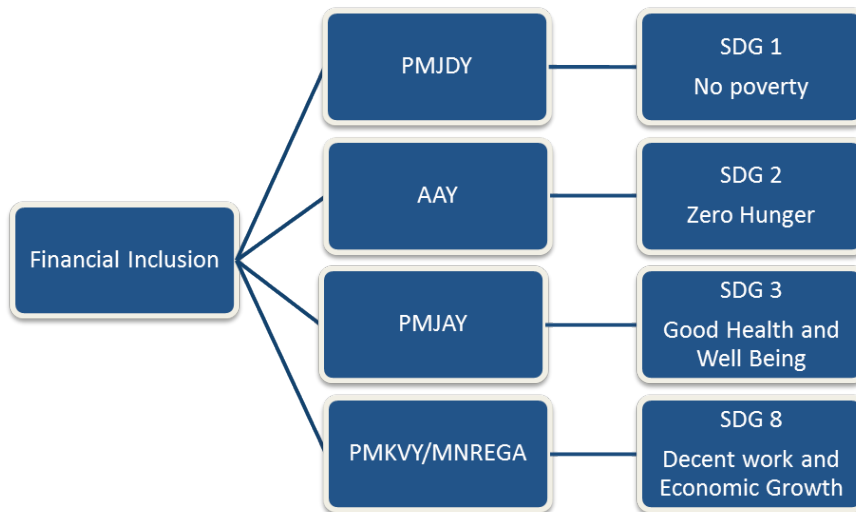 Financial Inclusion
PMJDY
SDG 1
No poverty
AAY
SDG 2
Zero Hunger
PMJAY
SDG 3
Good Health and
Well Being
PMKVY/MNREGA
SDG 8
Decent work and
Economic Growth